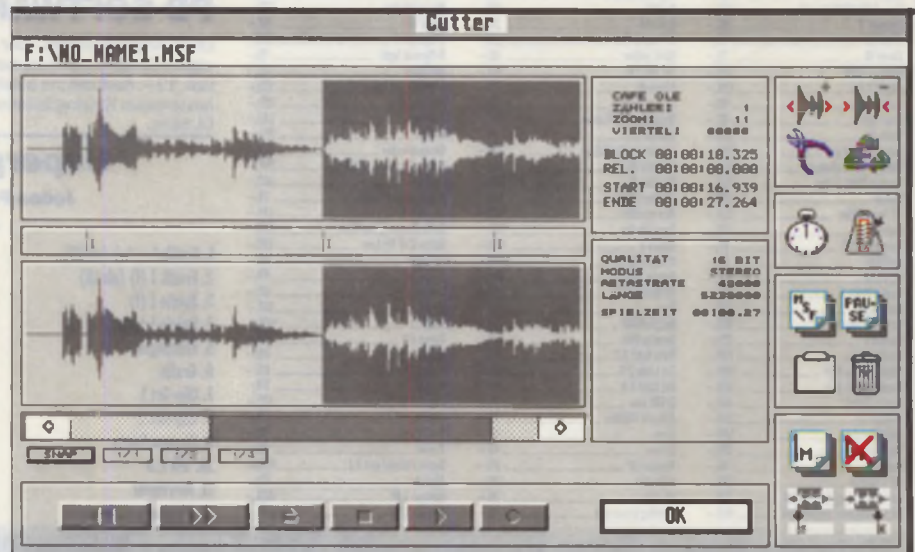 Cutter
F:\NO_NAME1.MSF
CAFE OLE
ZÄHLER: 1
ZOOM: 11
VIERTEL: 00000
BLOCK 00:00:10.325
REL. 00:00:00.000
START 00:00:16.939
ENDE 00:00:27.264
I I I
QUALITÄT 16 BIT
MODUS STEREO
ABTASTRATE 48000
LÄNGE
SPIELZEIT 00:00.27
MSF
PAU-
SE
SNAP 1/1 1/2 1/4
M
OK